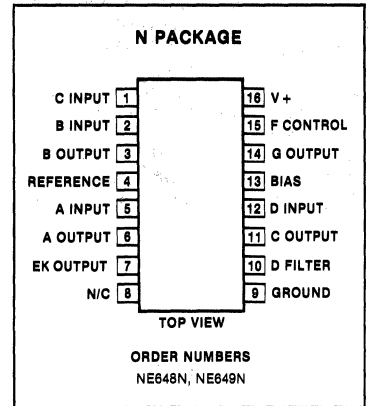 N PACKAGE
C INPUT 1 16 V+
B INPUT 2 15 F CONTROL
B OUTPUT 3 14 G OUTPUT
REFERENCE 4 13 BIAS
A INPUT 5 12 D INPUT
A OUTPUT 6 11 C OUTPUT
EK OUTPUT 7 10 D FILTER
N/C 8 9 GROUND
TOP VIEW
ORDER NUMBERS
NE648N, NE649N